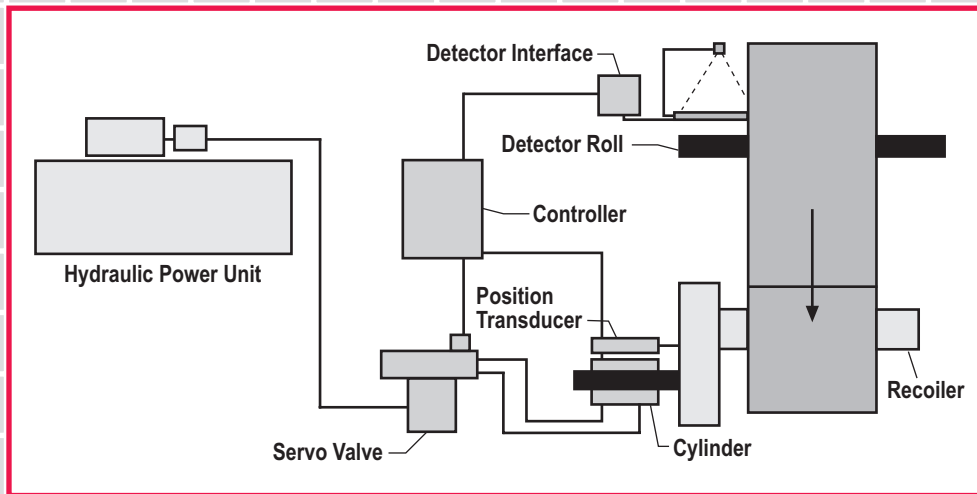 Detector Interface
Detector Roll
Controller
Hydraulic Power Unit
Position
Transducer
Recoiler
Servo Valve
Cylinder